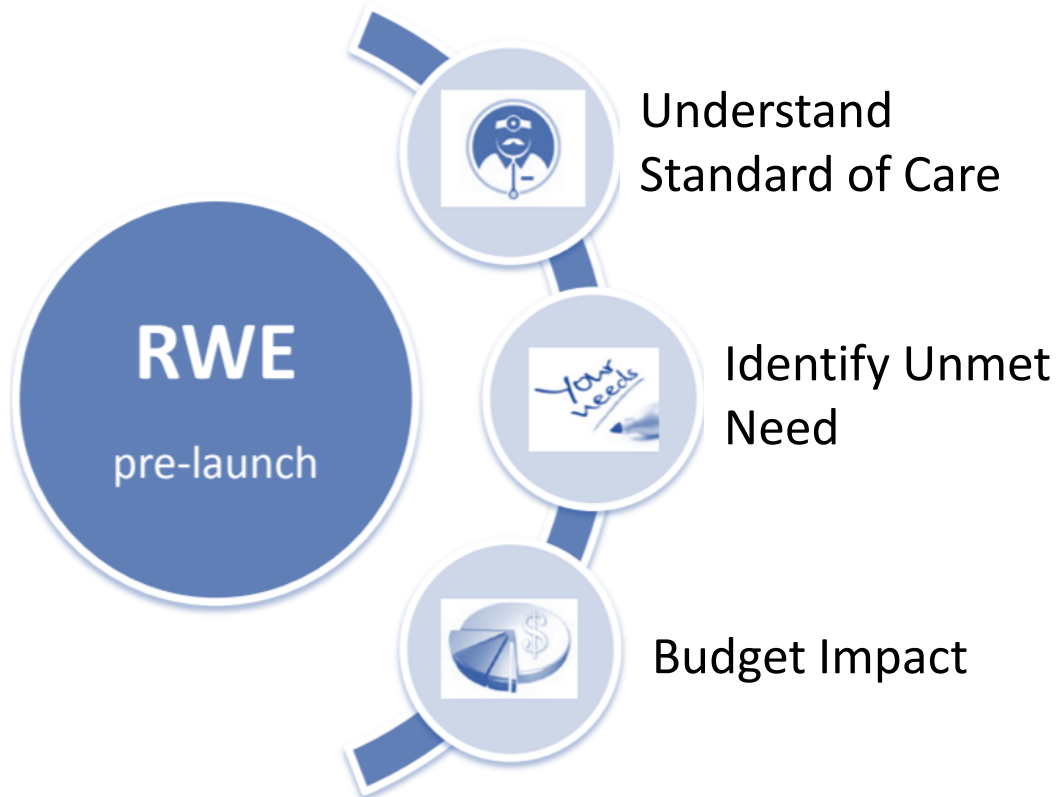 RWE
pre-launch
Understand
Standard of Care
Your
needs
Identify Unmet
Need
$
Budget Impact